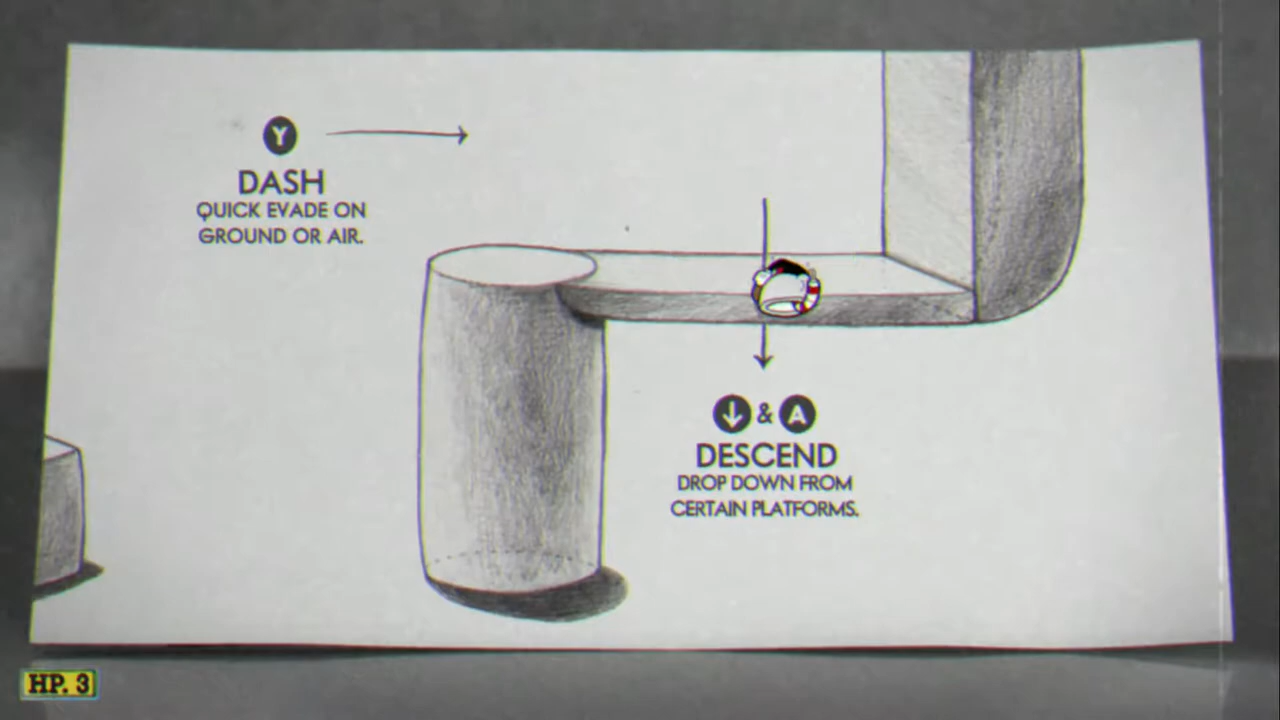 Y
DASH
QUICK EVADE ON
GROUND OR AIR.
& A
DESCEND
DROP DOWN FROM
CERTAIN PLATFORMS.
HP. 3